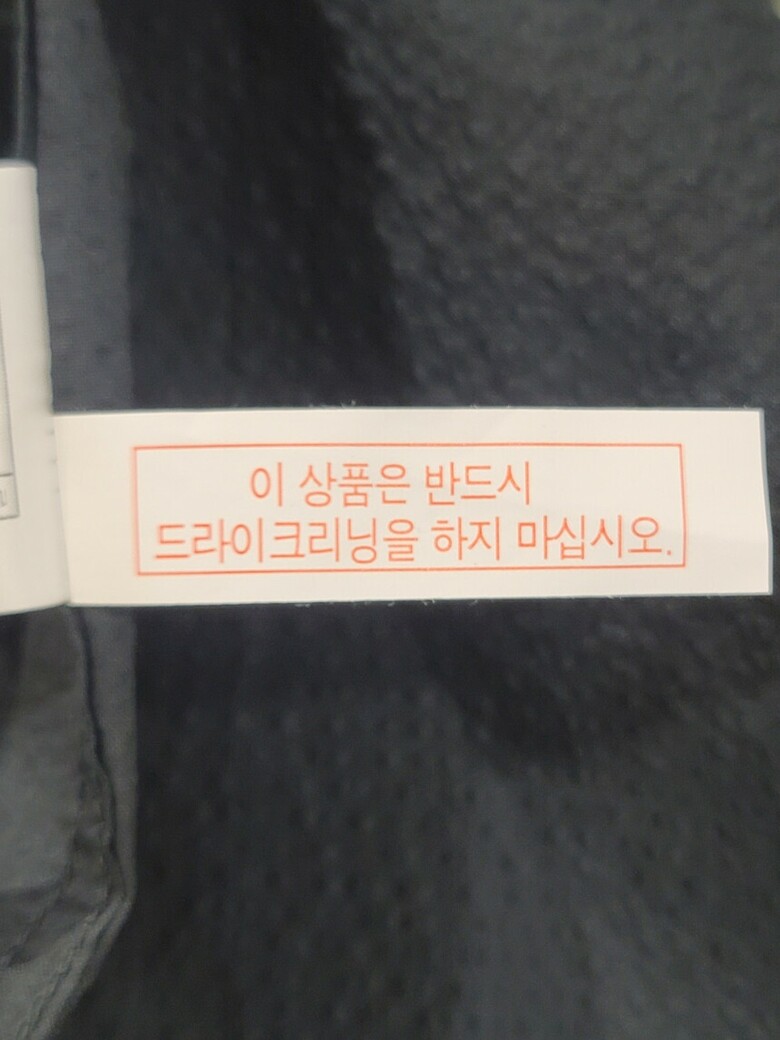 이 상품은 반드시
드라이크리닝을 하지 마십시오.